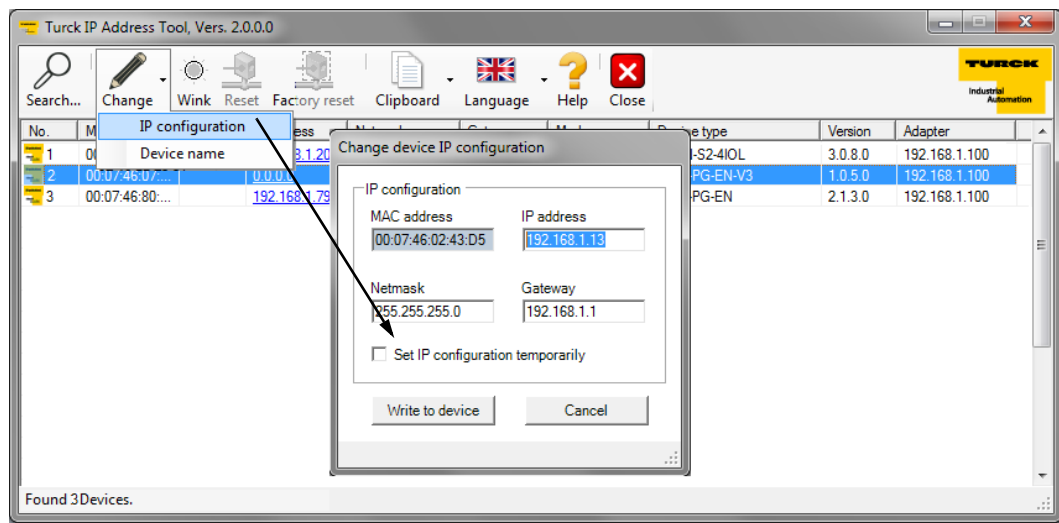 Turck IP Address Tool, Vers. 2.0.0.0
Search... Change Wink Reset Factory reset Clipboard Language Help Close
TURCK
Industrial
Automation
IP configuration
Device name
No. Version Adapter
1 3.0.8.0 192.168.1.100
2 00:07:46:07:... 0.0.0.0 -PG-EN-V3 1.0.5.0 192.168.1.100
3 00:07:46:80:... 192.168.1.79 -PG-EN 2.1.3.0 192.168.1.100
Change device IP configuration
IP configuration
MAC address IP address
00:07:46:02:43:D5 192.168.1.13
Netmask Gateway
255.255.255.0 192.168.1.1
Set IP configuration temporarily
Write to device Cancel
Found 3Devices.